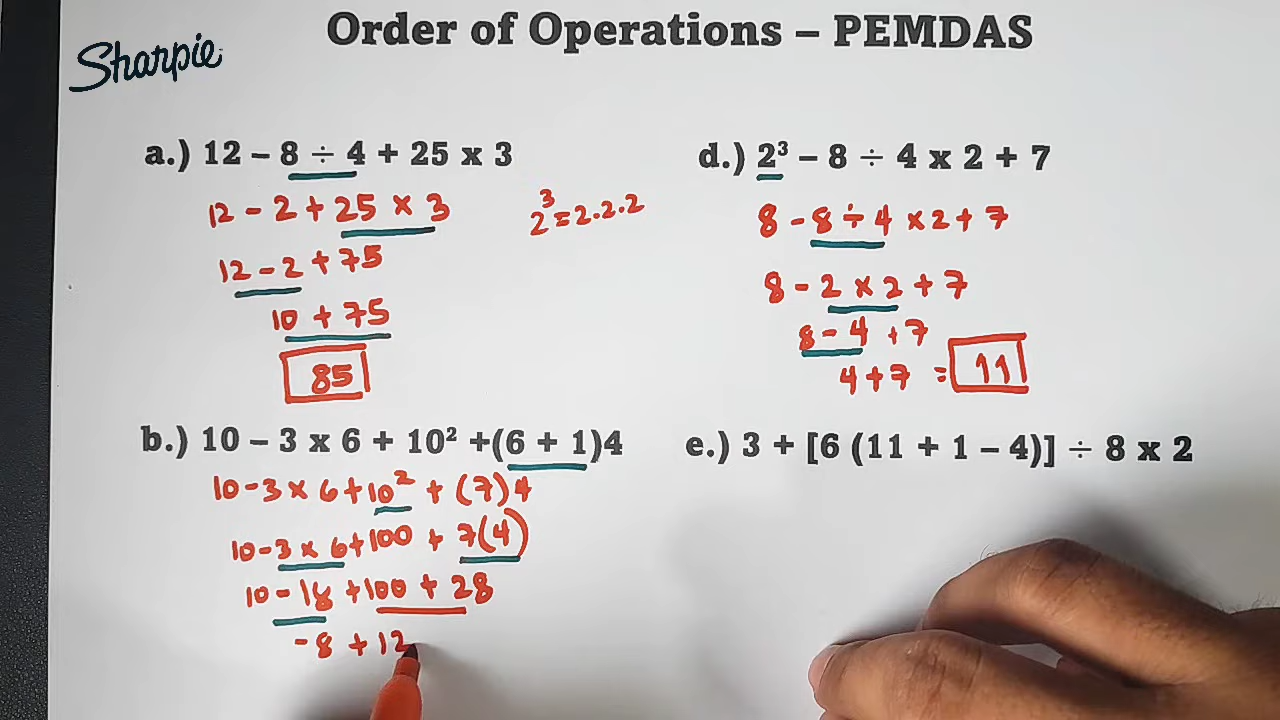 Order of Operations – PEMDAS
Sharpie
a.) 12 – 8 ÷ 4 + 25 x 3
12 - 2 + 25 × 3
12 - 2 + 75
10 + 75
85
2³ = 2.2.2
d.) 2³ – 8 ÷ 4 x 2 + 7
8 - 8 ÷ 4 × 2 + 7
8 - 2 × 2 + 7
8 - 4 + 7
4 + 7 = 11
b.) 10 – 3 x 6 + 10² +(6 + 1)4
10 - 3 × 6 + 10² + (7)4
10 - 3 × 6 + 100 + 7(4)
10 - 18 + 100 + 28
-8 + 12
e.) 3 + [6 (11 + 1 – 4)] ÷ 8 x 2